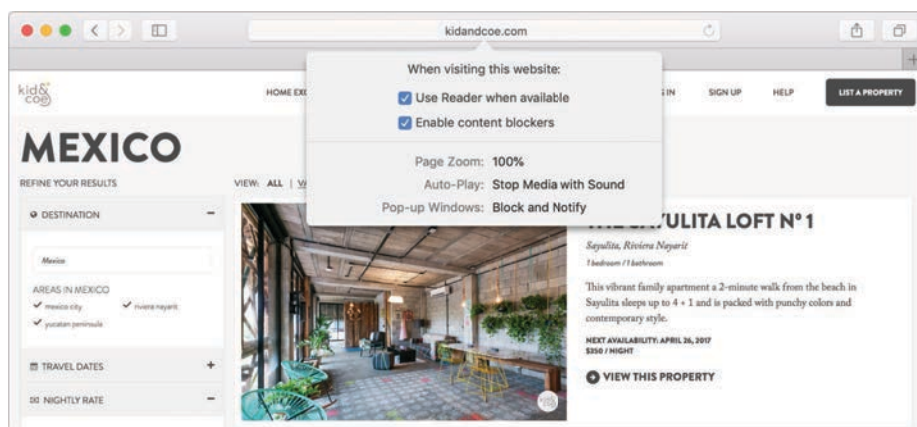 kidandcoe.com
When visiting this website:
Use Reader when available
Enable content blockers
Page Zoom: 100%
Auto-Play: Stop Media with Sound
Pop-up Windows: Block and Notify
kid&
coe
HOME
SIGN UP
HELP
LIST A PROPERTY
MEXICO
REFINE YOUR RESULTS
VIEW: ALL |
DESTINATION
Mexico
AREAS IN MEXICO
mexico city
riviera nayarit
yucatan peninsula
TRAVEL DATES
NIGHTLY RATE
SAYULITA LOFT Nº 1
Sayulita, Riviera Nayarit
1 bedroom / 1 bathroom
This vibrant family apartment a 2-minute walk from the beach in
Sayulita sleeps up to 4 + 1 and is packed with punchy colors and
contemporary style.
NEXT AVAILABILITY: APRIL 26, 2017
$350 / NIGHT
VIEW THIS PROPERTY